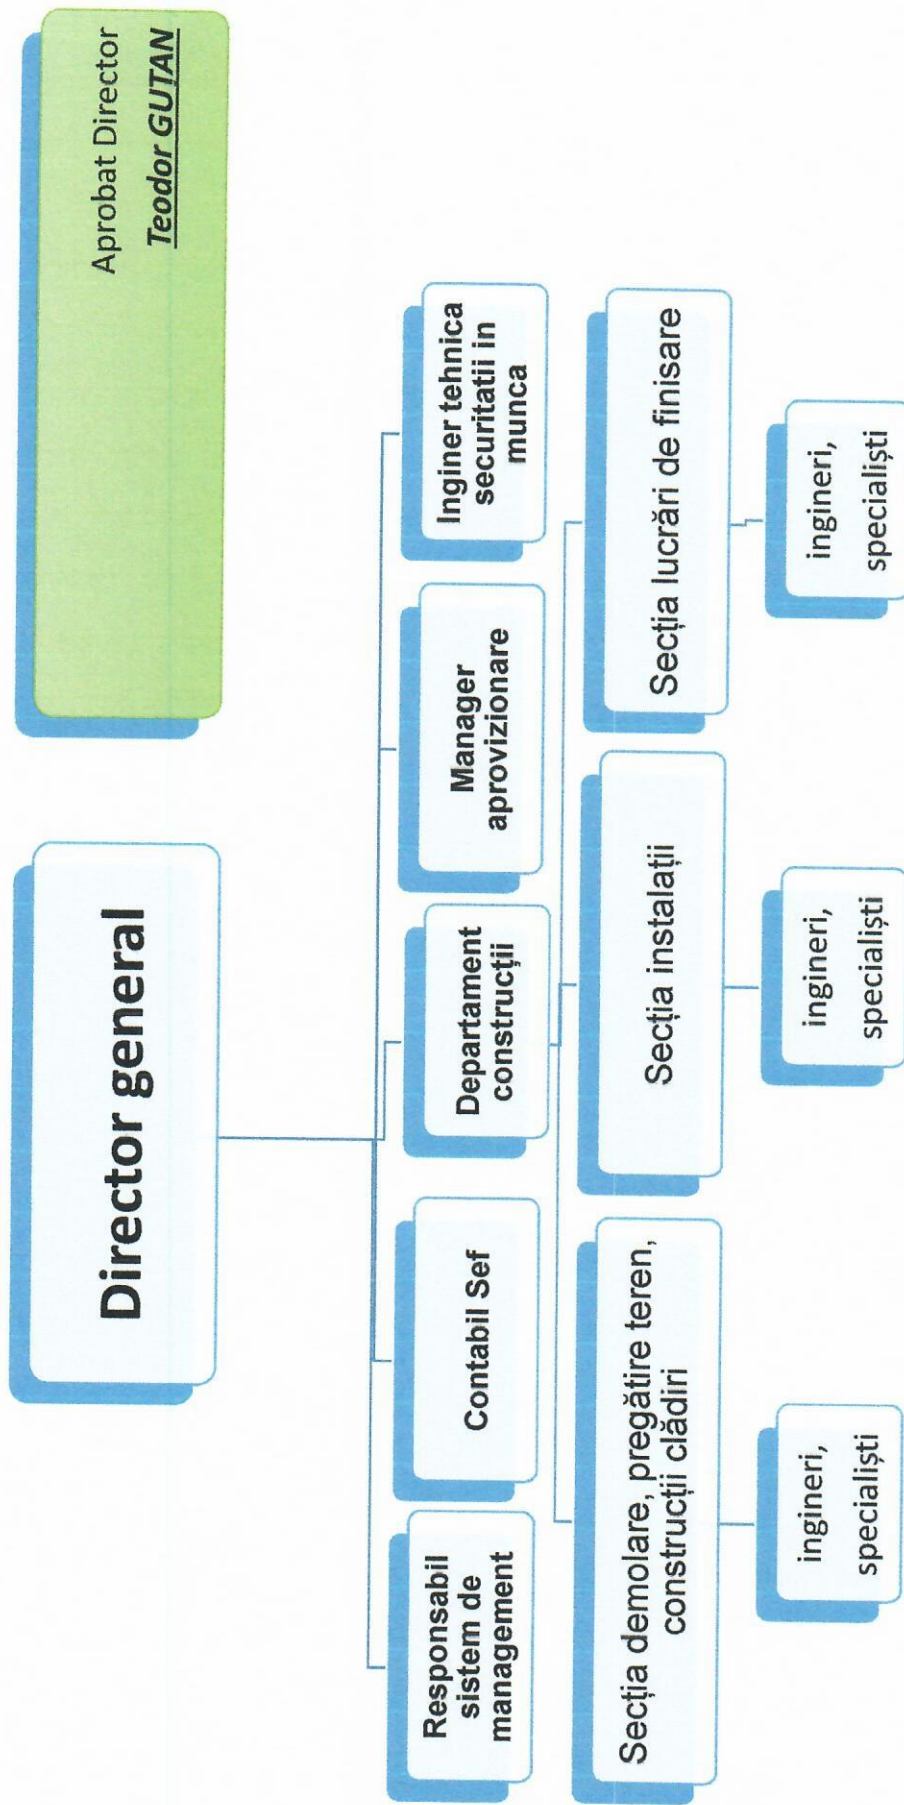 Aprobat Director
Teodor GUȚAN
Director general
Responsabil
sistem de
management
Contabil Sef
Departament
construcții
Manager
aprovizionare
Inginer tehnica
securitatii in
munca
Secția demolare, pregătire teren,
construcții clădiri
Secția instalații
Secția lucrări de finisare
ingineri,
specialiști
ingineri,
specialiști
ingineri,
specialiști